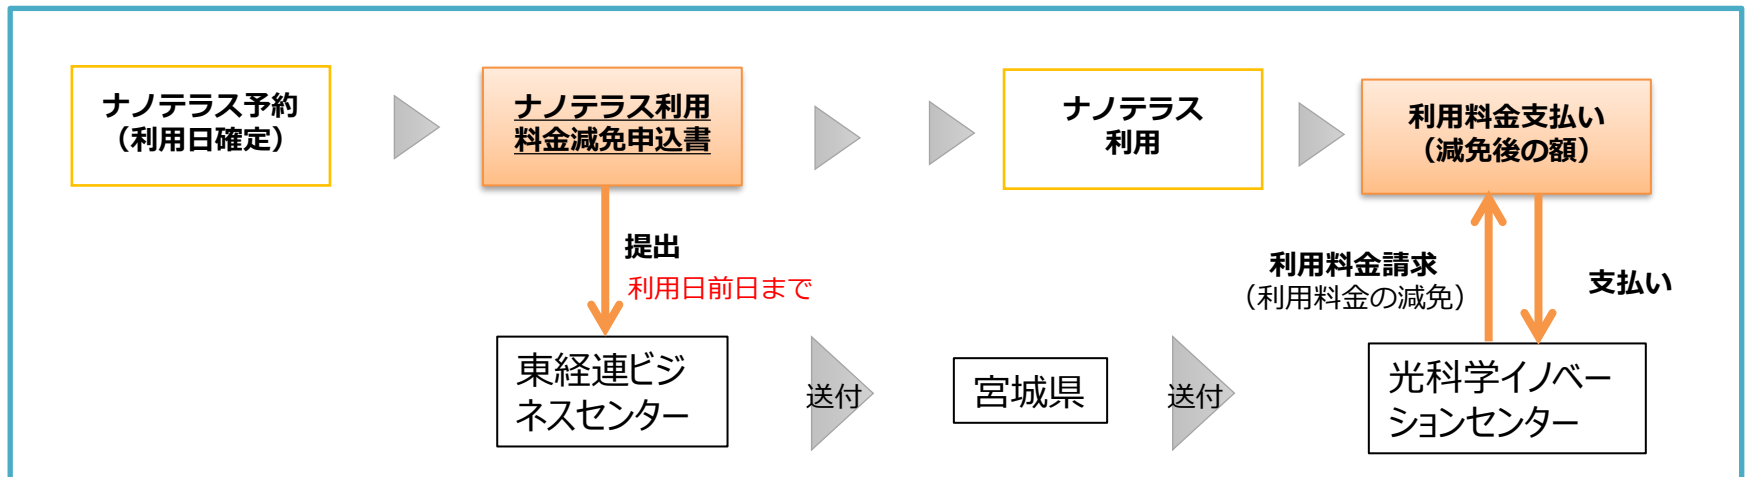 ナノテラス予約
（利用日確定）
ナノテラス利用
料金減免申込書
ナノテラス
利用
利用料金支払い
（減免後の額）
提出
利用日前日まで
利用料金請求
（利用料金の減免）
支払い
東経連ビジ
ネスセンター
送付
宮城県
送付
光科学イノベー
ションセンター